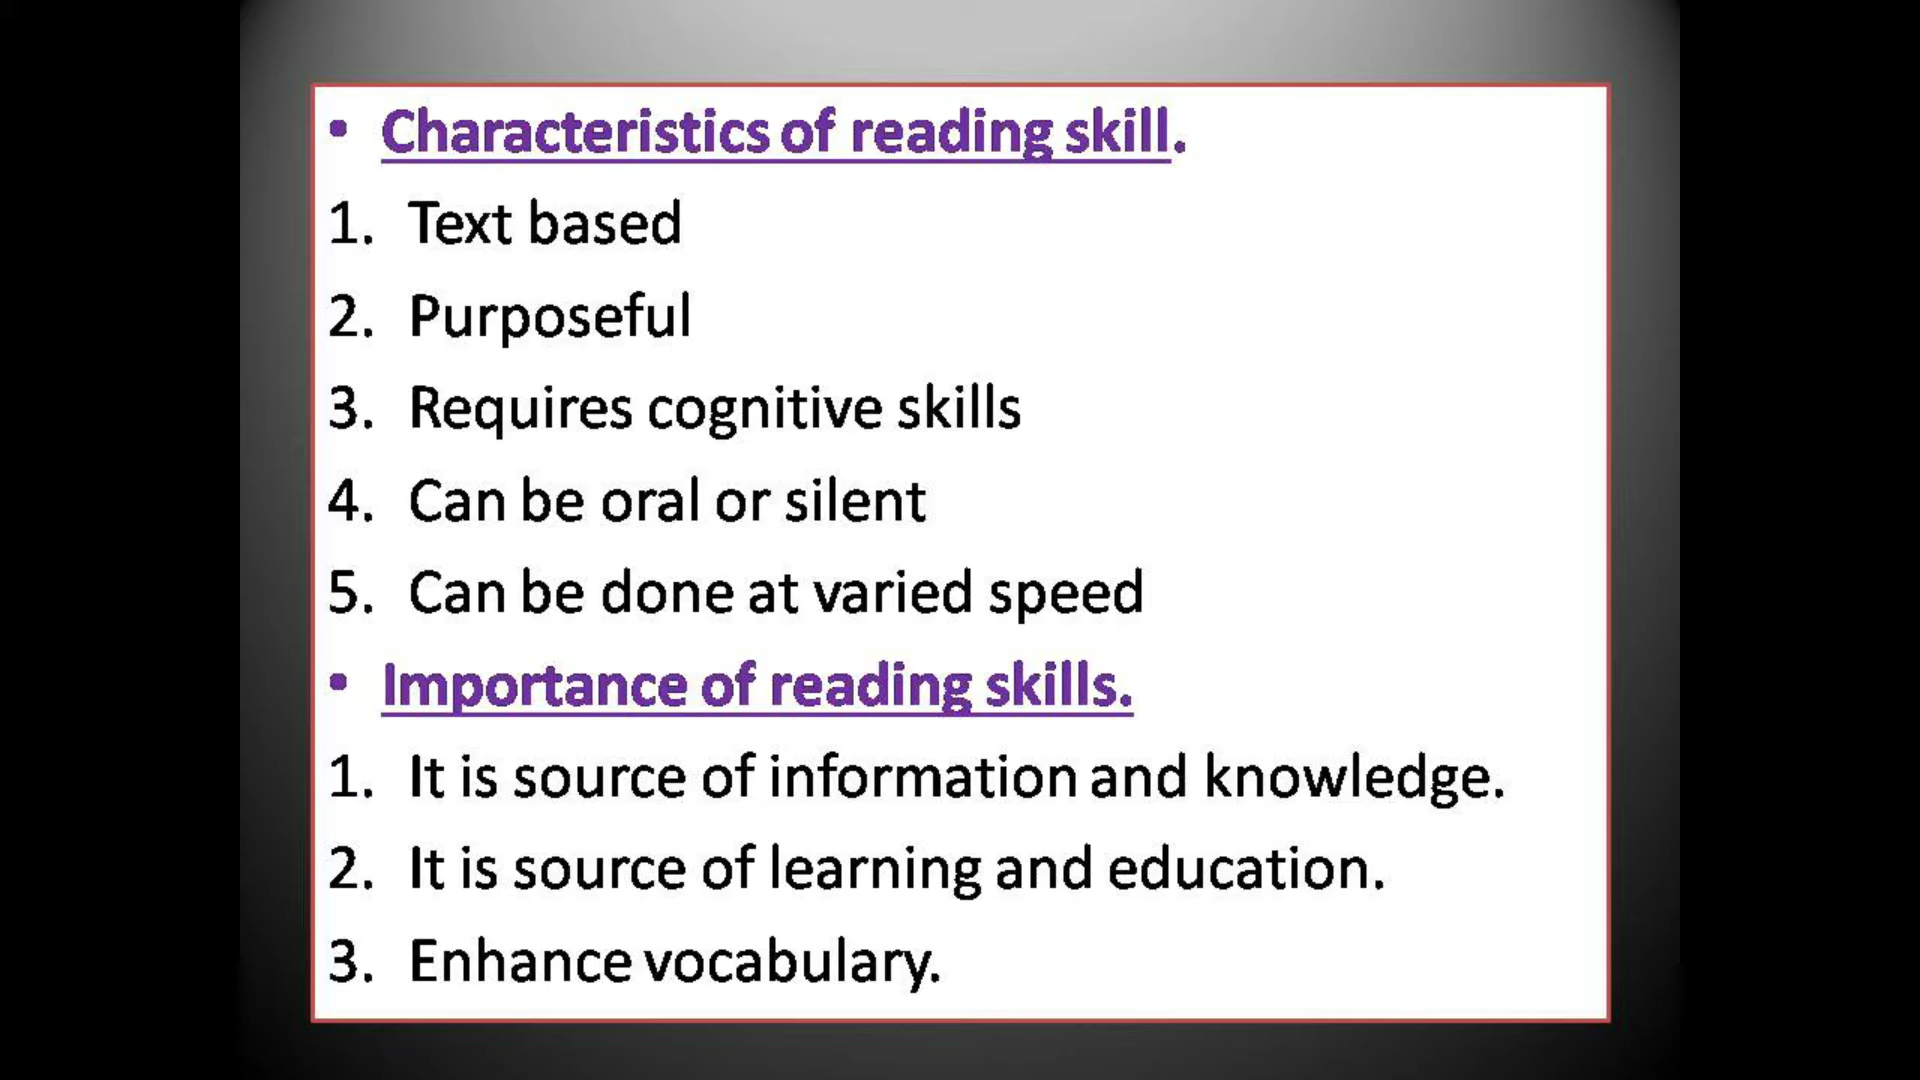 • Characteristics of reading skill.
1. Text based
2. Purposeful
3. Requires cognitive skills
4. Can be oral or silent
5. Can be done at varied speed
• Importance of reading skills.
1. It is source of information and knowledge.
2. It is source of learning and education.
3. Enhance vocabulary.